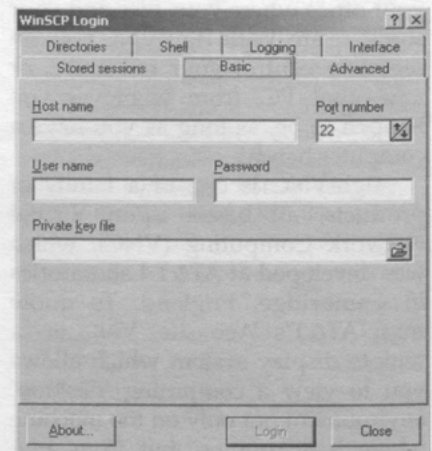 WinSCP Login
Directories Shell Logging Interface
Stored sessions Basic Advanced
Host name Port number
22
User name Password
Private key file
About... Login Close